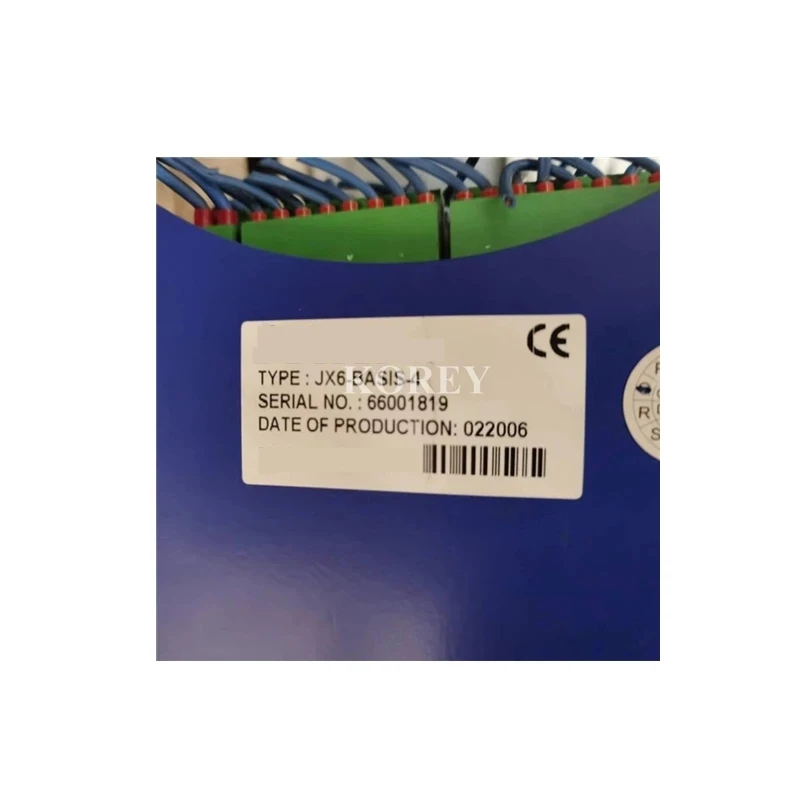 CE
TYPE : JX6-BASIS-4
KOREY
SERIAL NO. : 66001819
DATE OF PRODUCTION: 022006